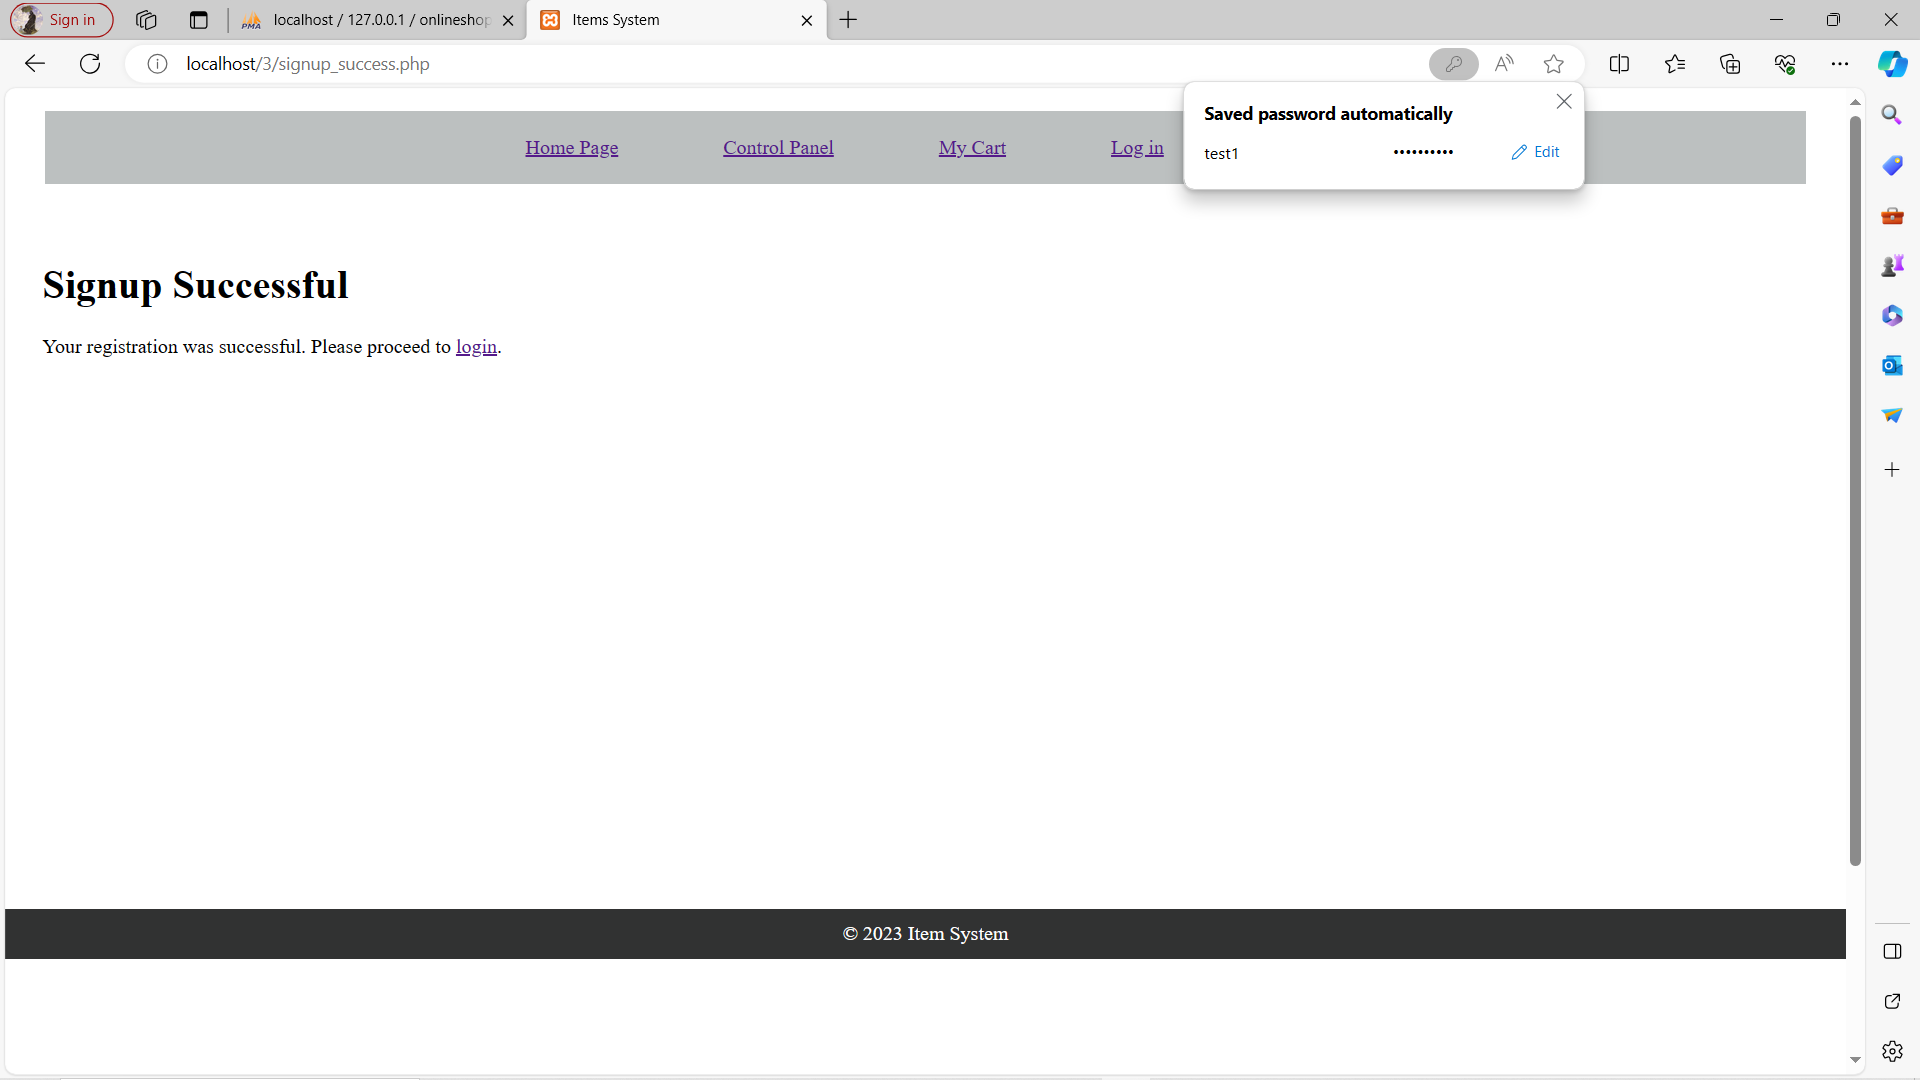 Sign in
PMA
localhost / 127.0.0.1 / onlineshop
Items System
localhost/3/signup_success.php
Saved password automatically
test1 •••••••••• Edit
Home Page Control Panel My Cart Log in
Signup Successful
Your registration was successful. Please proceed to login.
© 2023 Item System